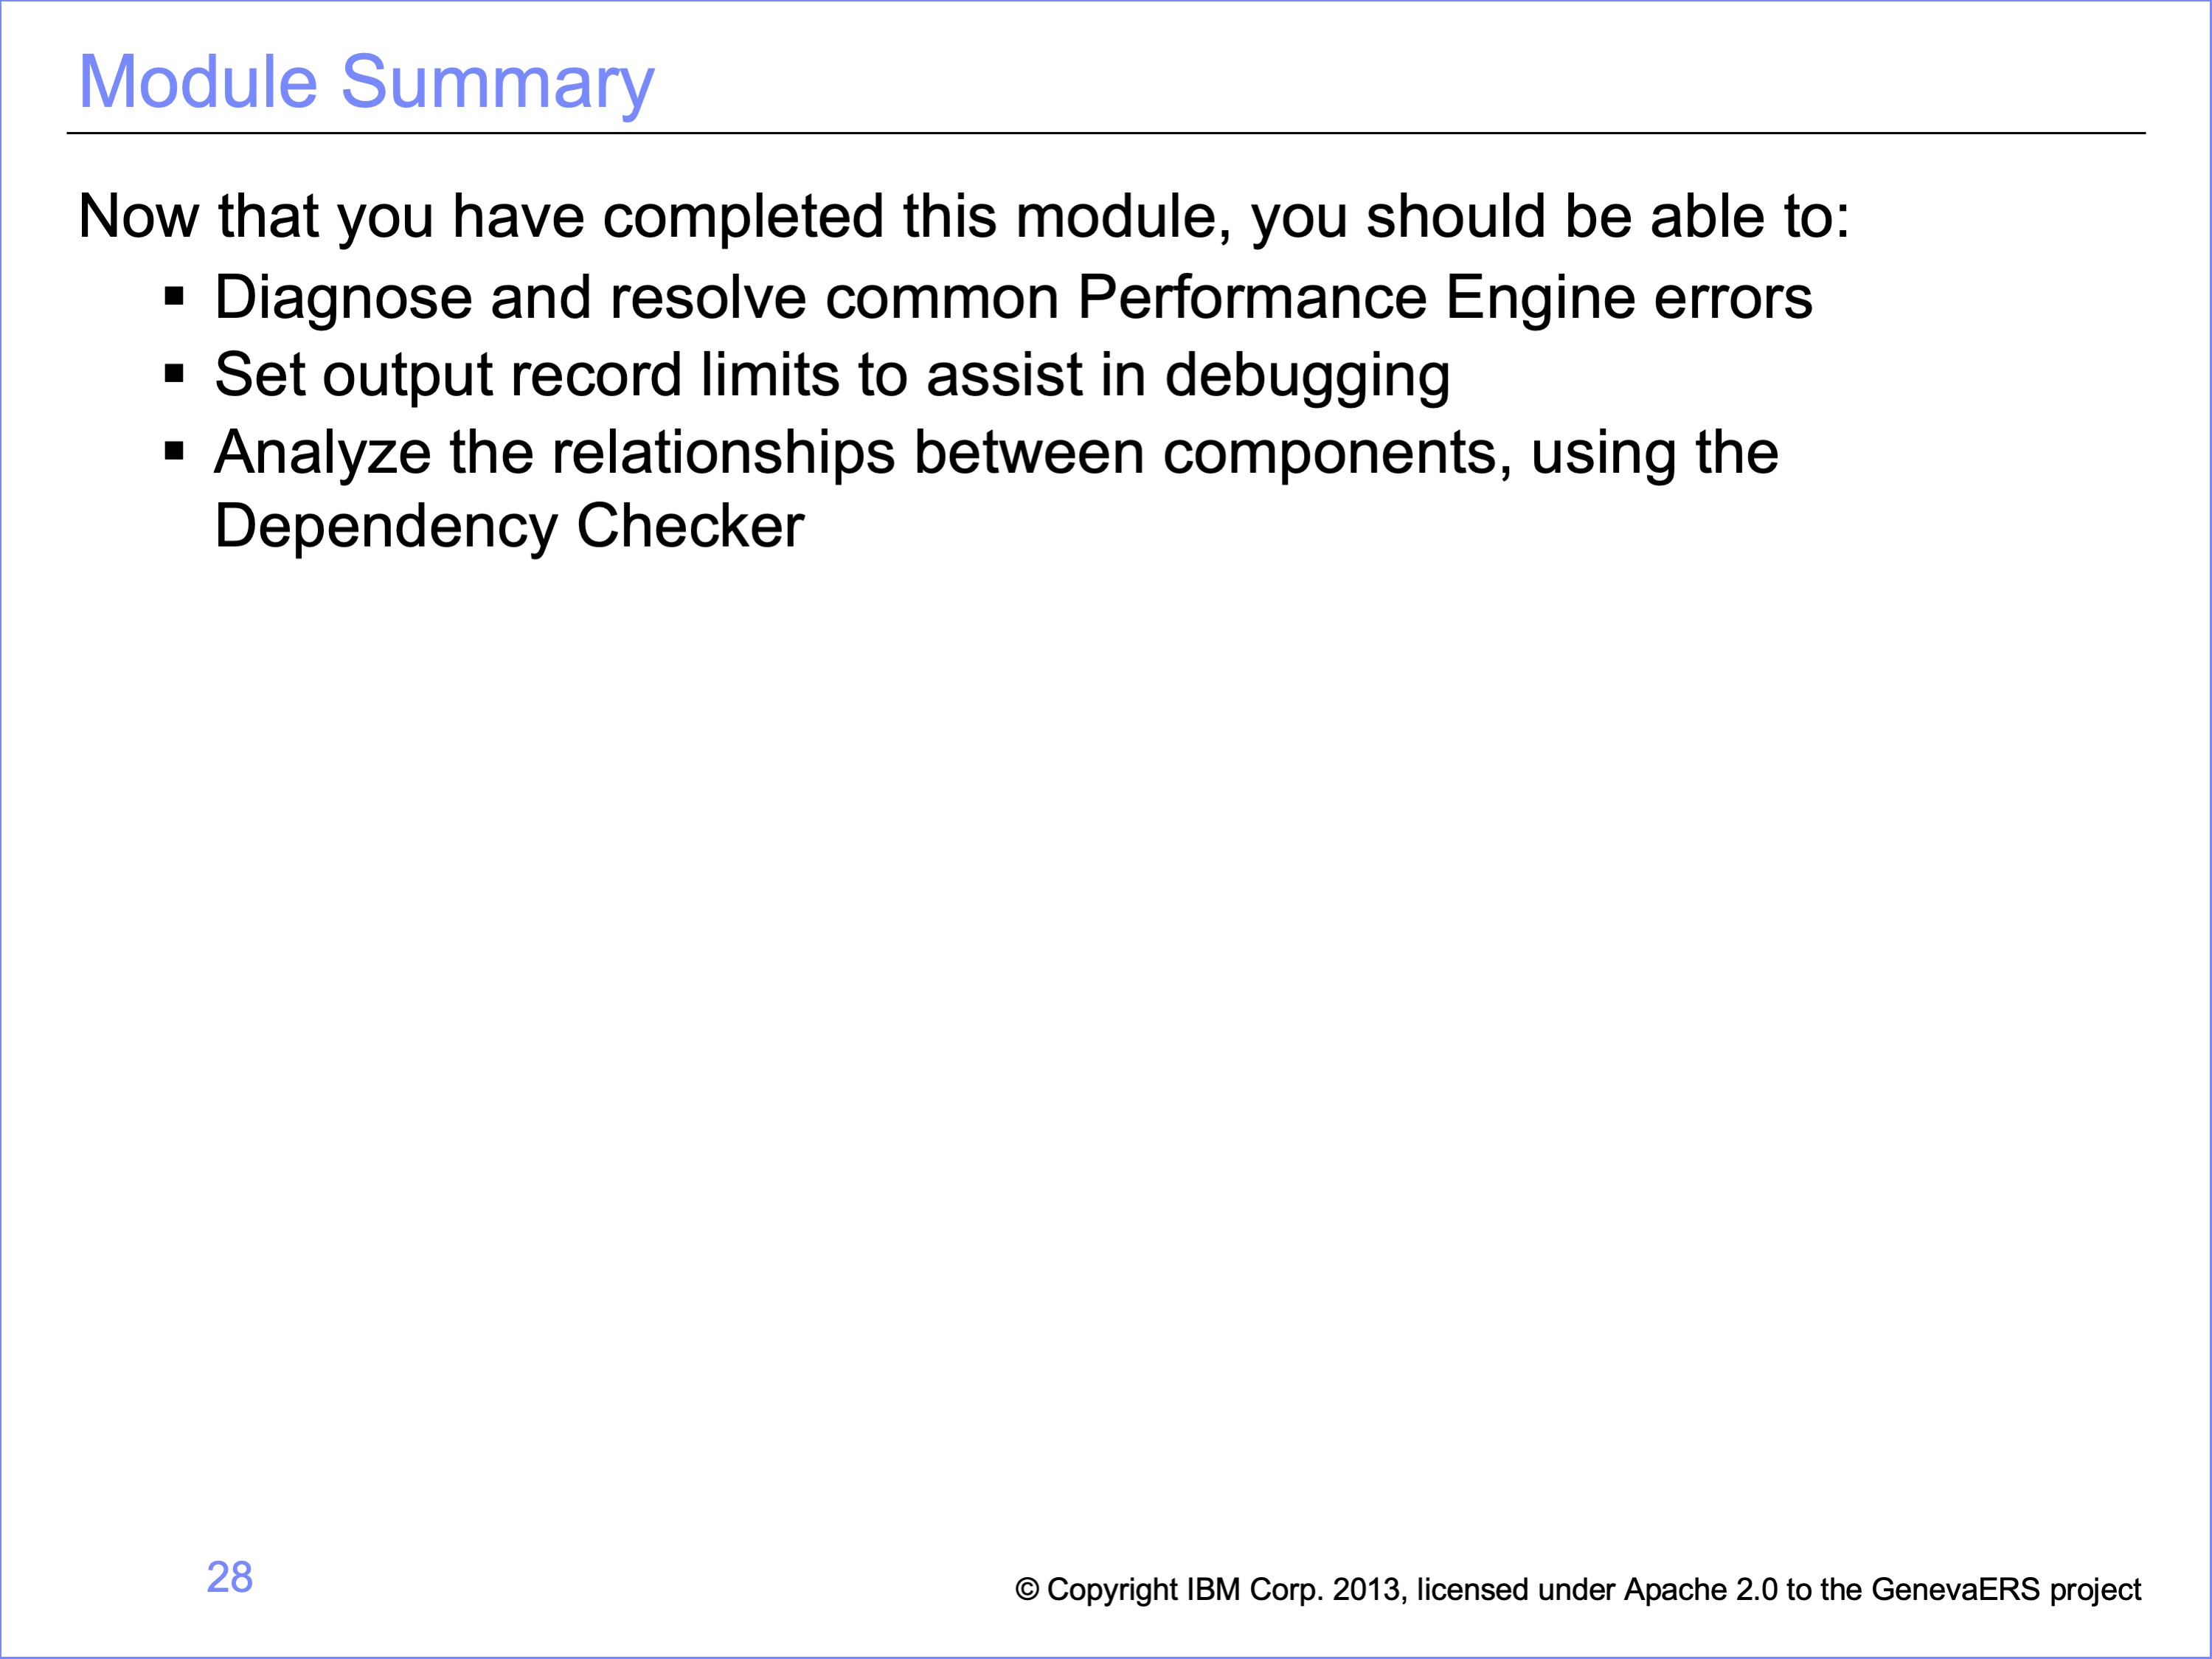 Module Summary
Now that you have completed this module, you should be able to:
▪ Diagnose and resolve common Performance Engine errors
▪ Set output record limits to assist in debugging
▪ Analyze the relationships between components, using the
Dependency Checker
28
© Copyright IBM Corp. 2013, licensed under Apache 2.0 to the GenevaERS project